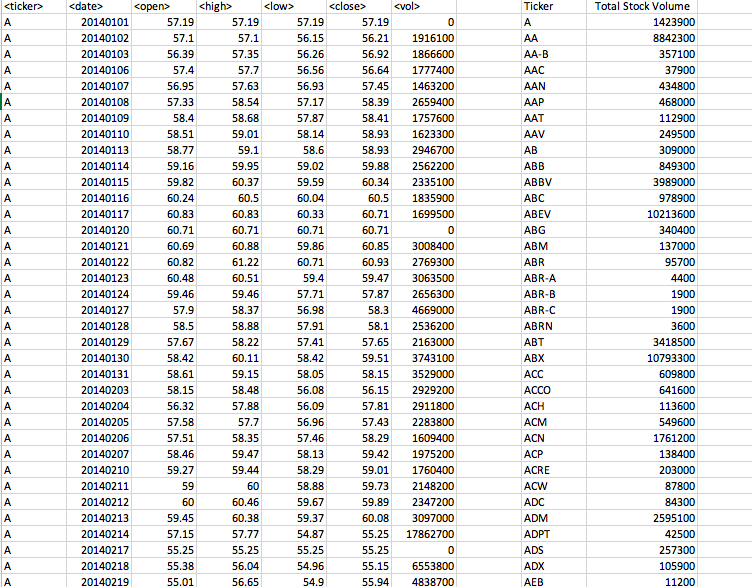 <ticker> <date> <open> <high> <low> <close> <vol> Ticker Total Stock Volume
A 20140101 57.19 57.19 57.19 57.19 0 A 1423900
A 20140102 57.1 57.1 56.15 56.21 1916100 AA 8842300
A 20140103 56.39 57.35 56.26 56.92 1866600 AA-B 357100
A 20140106 57.4 57.7 56.56 56.64 1777400 AAC 37900
A 20140107 56.95 57.63 56.93 57.45 1463200 AAN 434800
A 20140108 57.33 58.54 57.17 58.39 2659400 AAP 468000
A 20140109 58.4 58.68 57.87 58.41 1757600 AAT 112900
A 20140110 58.51 59.01 58.14 58.93 1623300 AAV 249500
A 20140113 58.77 59.1 58.6 58.93 2946700 AB 309000
A 20140114 59.16 59.95 59.02 59.88 2562200 ABB 849300
A 20140115 59.82 60.37 59.59 60.34 2335100 ABBV 3989000
A 20140116 60.24 60.5 60.04 60.5 1835900 ABC 978900
A 20140117 60.83 60.83 60.33 60.71 1699500 ABEV 10213600
A 20140120 60.71 60.71 60.71 60.71 0 ABG 340400
A 20140121 60.69 60.88 59.86 60.85 3008400 ABM 137000
A 20140122 60.82 61.22 60.71 60.93 2769300 ABR 95700
A 20140123 60.48 60.51 59.4 59.47 3063500 ABR-A 4400
A 20140124 59.46 59.46 57.71 57.87 2656300 ABR-B 1900
A 20140127 57.9 58.37 56.98 58.3 4669000 ABR-C 1900
A 20140128 58.5 58.88 57.91 58.1 2536200 ABRN 3600
A 20140129 57.67 58.22 57.41 57.65 2163000 ABT 3418500
A 20140130 58.42 60.11 58.42 59.51 3743100 ABX 10793300
A 20140131 58.61 59.15 58.05 58.15 3529000 ACC 609800
A 20140203 58.15 58.48 56.08 56.15 2929200 ACCO 641600
A 20140204 56.32 57.88 56.09 57.81 2911800 ACH 113600
A 20140205 57.58 57.7 56.96 57.43 2283800 ACM 549600
A 20140206 57.51 58.35 57.46 58.29 1609400 ACN 1761200
A 20140207 58.46 59.47 58.13 59.42 1975200 ACP 138400
A 20140210 59.27 59.44 58.29 59.01 1760400 ACRE 203000
A 20140211 59 60 58.88 59.73 2148200 ACW 87800
A 20140212 60 60.46 59.67 59.89 2347200 ADC 84300
A 20140213 59.45 60.38 59.37 60.08 3097000 ADM 2595100
A 20140214 57.15 57.77 54.87 55.25 17862700 ADPT 42500
A 20140217 55.25 55.25 55.25 55.25 0 ADS 257300
A 20140218 55.38 56.04 54.96 55.15 6553800 ADX 105900
A 20140219 55.01 56.65 54.9 55.94 4838700 AEB 11200